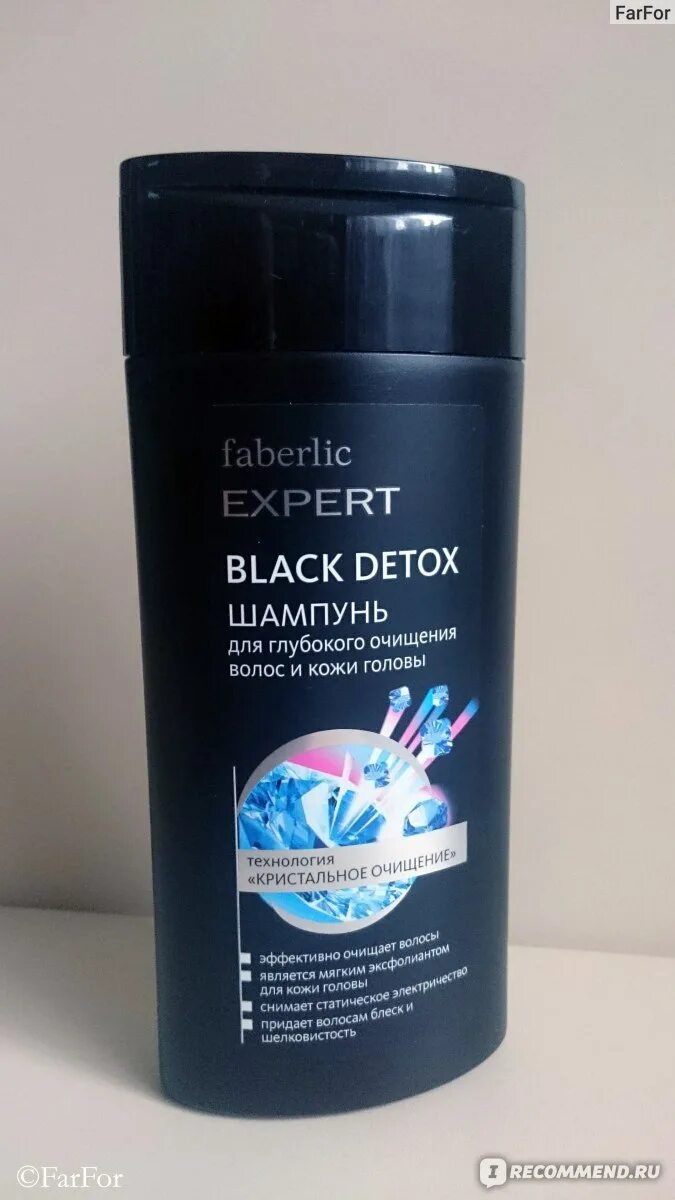 FarFor
faberlic
EXPERT
BLACK DETOX
ШАМПУНЬ
для глубокого очищения
волос и кожи головы
технология
«КРИСТАЛЬНОЕ ОЧИЩЕНИЕ»
эффективно очищает волосы
является мягким эксфолиантом
для кожи головы
снимает статическое электричество
придает волосам блеск и
шелковистость
©FarFor
IRECOMMEND.RU